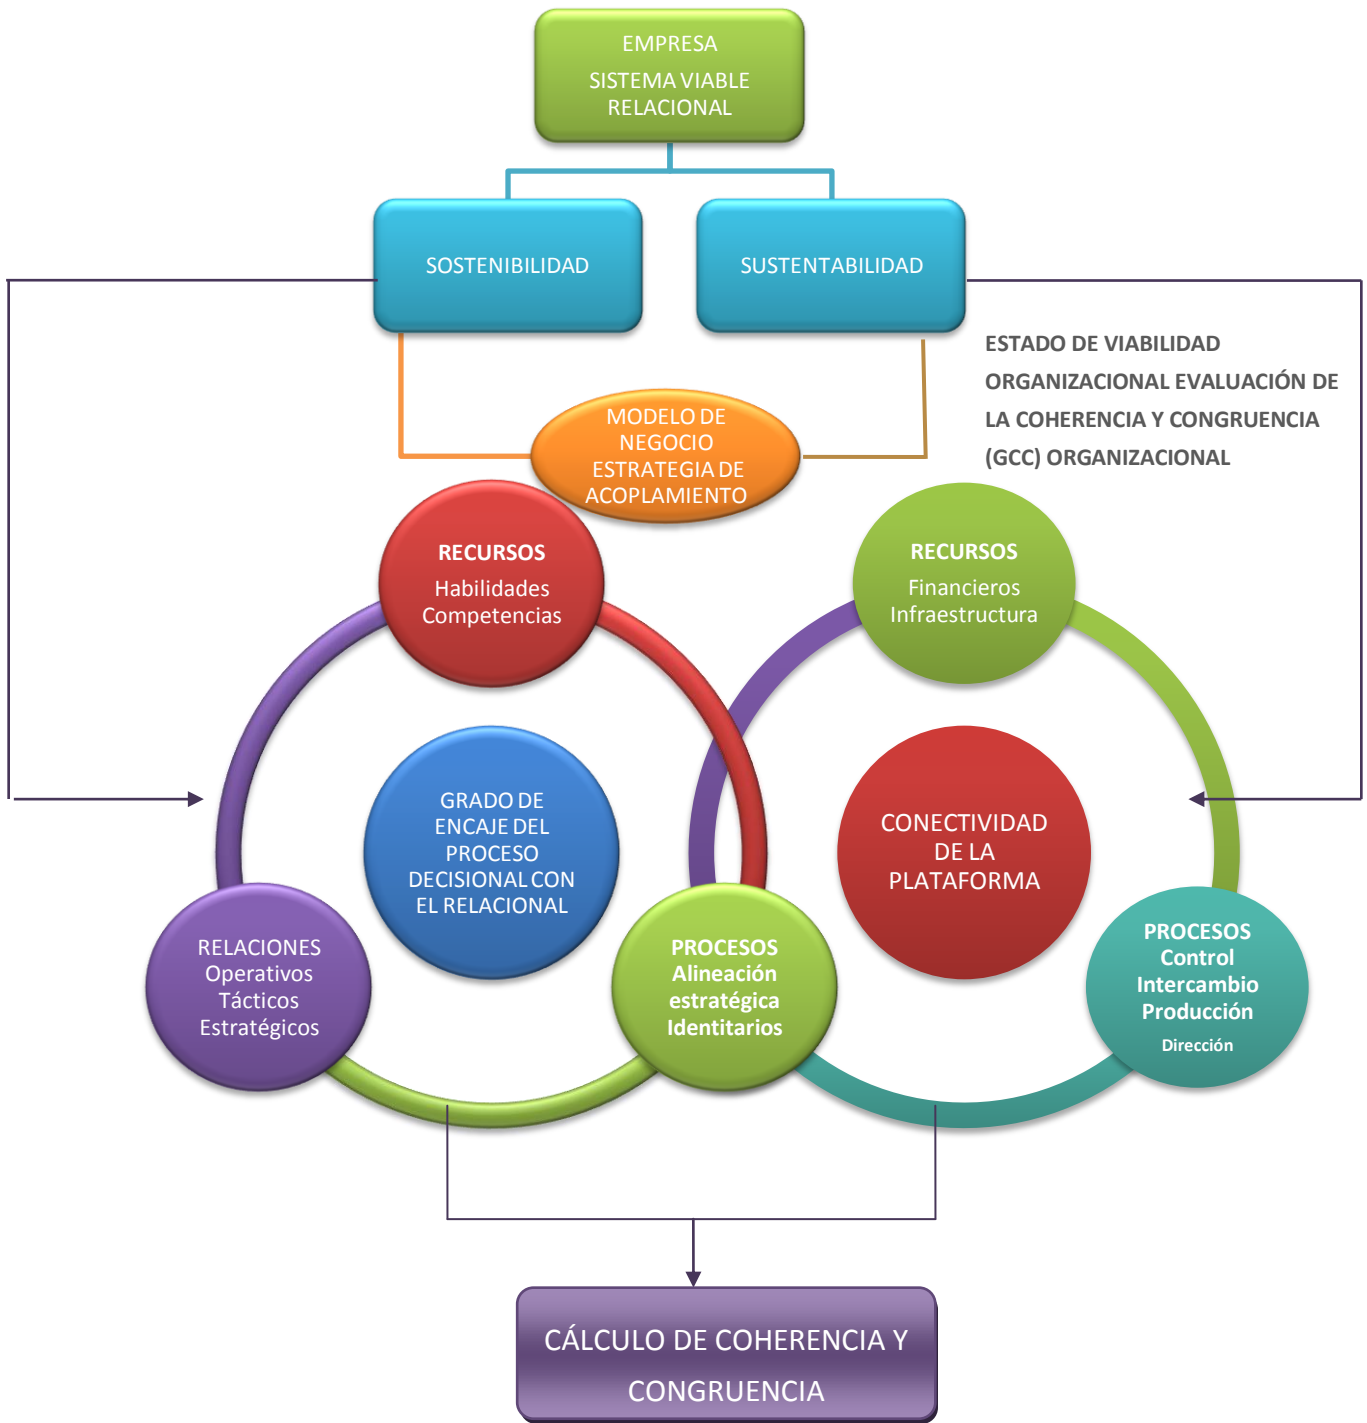 EMPRESA
SISTEMA VIABLE
RELACIONAL
SOSTENIBILIDAD
SUSTENTABILIDAD
ESTADO DE VIABILIDAD
ORGANIZACIONAL EVALUACIÓN DE
LA COHERENCIA Y CONGRUENCIA
(GCC) ORGANIZACIONAL
MODELO DE
NEGOCIO
ESTRATEGIA DE
ACOPLAMIENTO
RECURSOS
Habilidades
Competencias
RECURSOS
Financieros
Infraestructura
GRADO DE
ENCAJE DEL
PROCESO
DECISIONAL CON
EL RELACIONAL
CONECTIVIDAD
DE LA
PLATAFORMA
RELACIONES
Operativos
Tácticos
Estratégicos
PROCESOS
Alineación
estratégica
Identitarios
PROCESOS
Control
Intercambio
Producción
Dirección
CÁLCULO DE COHERENCIA Y
CONGRUENCIA